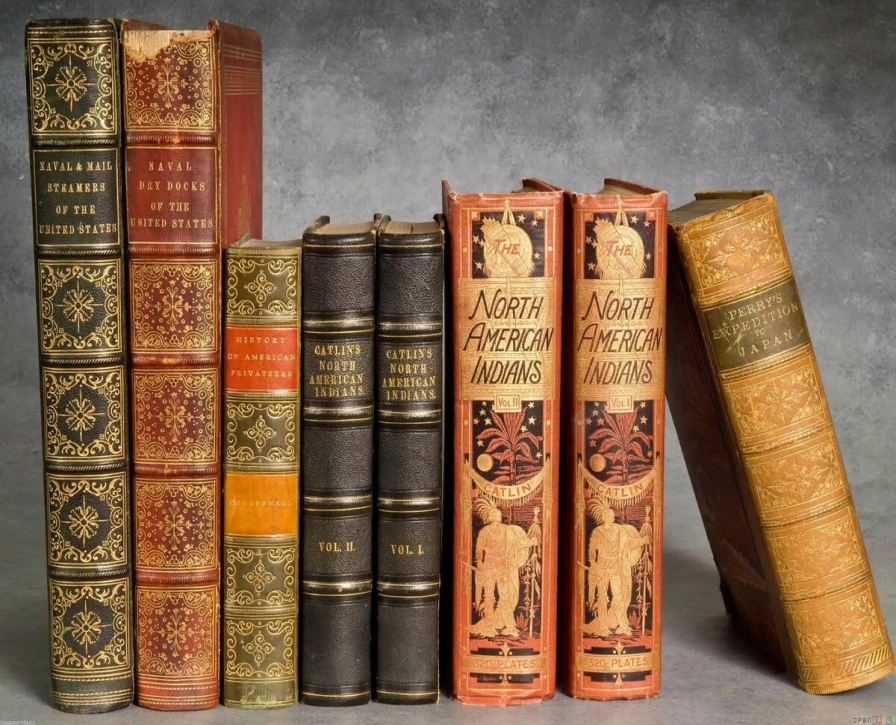 NAVAL & MAIL
STEAMERS
OF THE
UNITED STATES
NAVAL
DRY DOCKS
OF THE
UNITED STATES
HISTORY
OF AMERICAN
PRIVATEERS
COGGESHALL
CATLIN'S
NORTH
AMERICAN
INDIANS.
VOL. II.
CATLIN'S
NORTH
AMERICAN
INDIANS.
VOL. I.
THE
NORTH
AMERICAN
INDIANS
VOL II
CATLIN
320 PLATES
THE
NORTH
AMERICAN
INDIANS
VOL I
CATLIN
320 PLATES
PERRY'S
EXPEDITION
TO
JAPAN